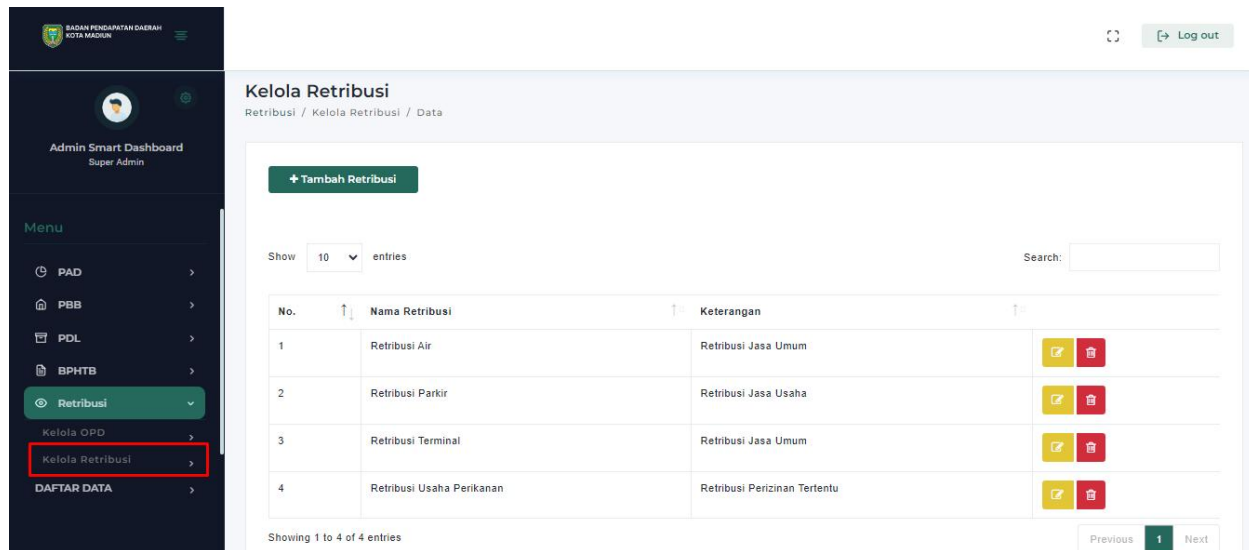 BADAN PENDAPATAN DAERAH
KOTA MADIUN
Log out
Admin Smart Dashboard
Super Admin
Menu
PAD
PBB
PDL
BPHTB
Retribusi
Kelola OPD
Kelola Retribusi
DAFTAR DATA
Kelola Retribusi
Retribusi / Kelola Retribusi / Data
+ Tambah Retribusi
Show 10 entries Search:
No. Nama Retribusi Keterangan
1 Retribusi Air Retribusi Jasa Umum
2 Retribusi Parkir Retribusi Jasa Usaha
3 Retribusi Terminal Retribusi Jasa Umum
4 Retribusi Usaha Perikanan Retribusi Perizinan Tertentu
Showing 1 to 4 of 4 entries Previous 1 Next